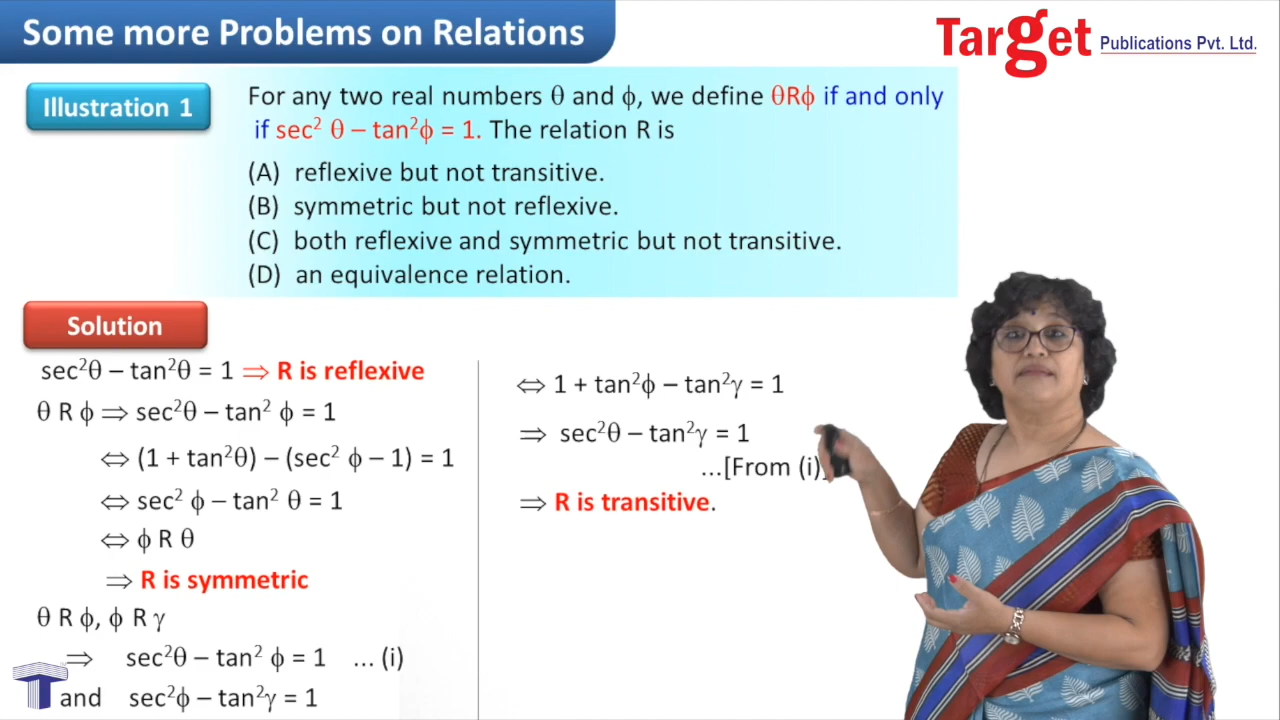 Some more Problems on Relations
Target Publications Pvt. Ltd.
Illustration 1
For any two real numbers θ and ϕ, we define θRϕ if and only
if sec² θ – tan²ϕ = 1. The relation R is
(A) reflexive but not transitive.
(B) symmetric but not reflexive.
(C) both reflexive and symmetric but not transitive.
(D) an equivalence relation.
Solution
sec²θ – tan²θ = 1 ⇒ R is reflexive
θ R ϕ ⇒ sec²θ – tan² ϕ = 1
⇔ (1 + tan²θ) – (sec² ϕ – 1) = 1
⇔ sec² ϕ – tan² θ = 1
⇔ ϕ R θ
⇒ R is symmetric
θ R ϕ, ϕ R γ
⇒ sec²θ – tan² ϕ = 1 ... (i)
and sec²ϕ – tan²γ = 1
⇔ 1 + tan²ϕ – tan²γ = 1
⇒ sec²θ – tan²γ = 1
...[From (i)]
⇒ R is transitive.